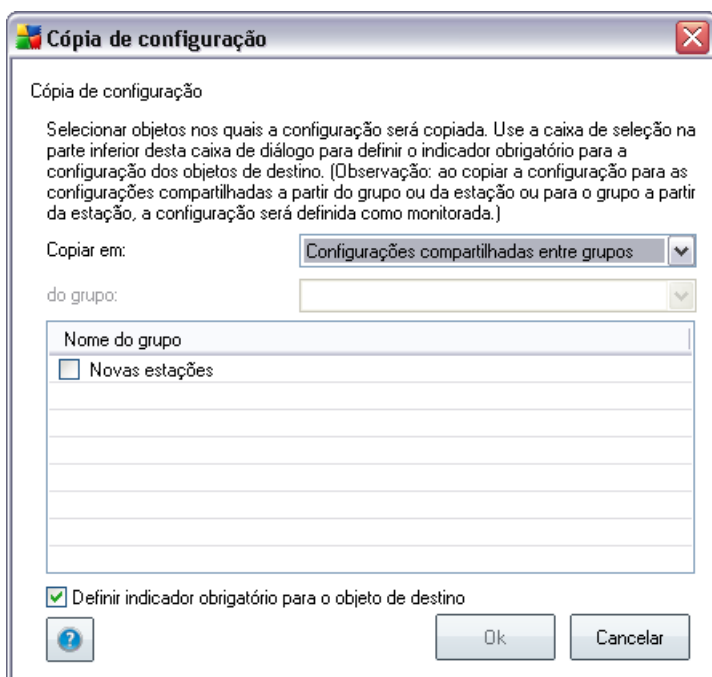 Cópia de configuração
Cópia de configuração
Selecionar objetos nos quais a configuração será copiada. Use a caixa de seleção na
parte inferior desta caixa de diálogo para definir o indicador obrigatório para a
configuração dos objetos de destino. (Observação: ao copiar a configuração para as
configurações compartilhadas a partir do grupo ou da estação ou para o grupo a partir
da estação, a configuração será definida como monitorada.)
Copiar em: Configurações compartilhadas entre grupos
do grupo:
Nome do grupo
Novas estações
Definir indicador obrigatório para o objeto de destino
? Ok Cancelar